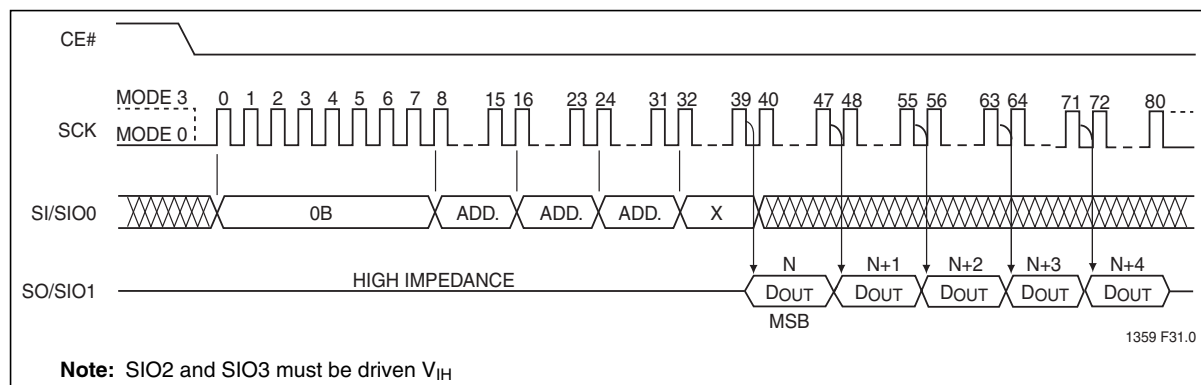 CE#
MODE 3
0 1 2 3 4 5 6 7 8 15 16 23 24 31 32 39 40 47 48 55 56 63 64 71 72 80
SCK
MODE 0
SI/SIO0
0B ADD. ADD. ADD. X
N N+1 N+2 N+3 N+4
HIGH IMPEDANCE
SO/SIO1
DOUT DOUT DOUT DOUT DOUT
MSB
1359 F31.0
Note: SIO2 and SIO3 must be driven VIH